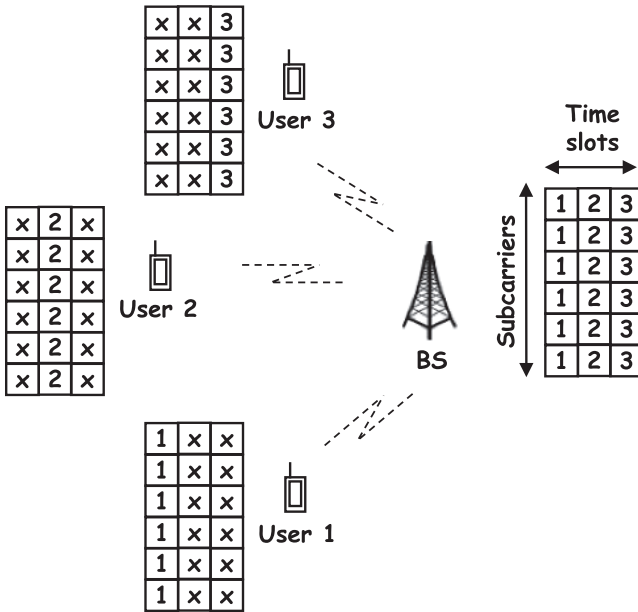 x x 3
x x 3
x x 3
x x 3
x x 3
x x 3
User 3
Time
slots
Subcarriers
1 2 3
1 2 3
1 2 3
1 2 3
1 2 3
1 2 3
x 2 x
x 2 x
x 2 x
x 2 x
x 2 x
x 2 x
User 2
BS
1 x x
1 x x
1 x x
1 x x
1 x x
1 x x
User 1